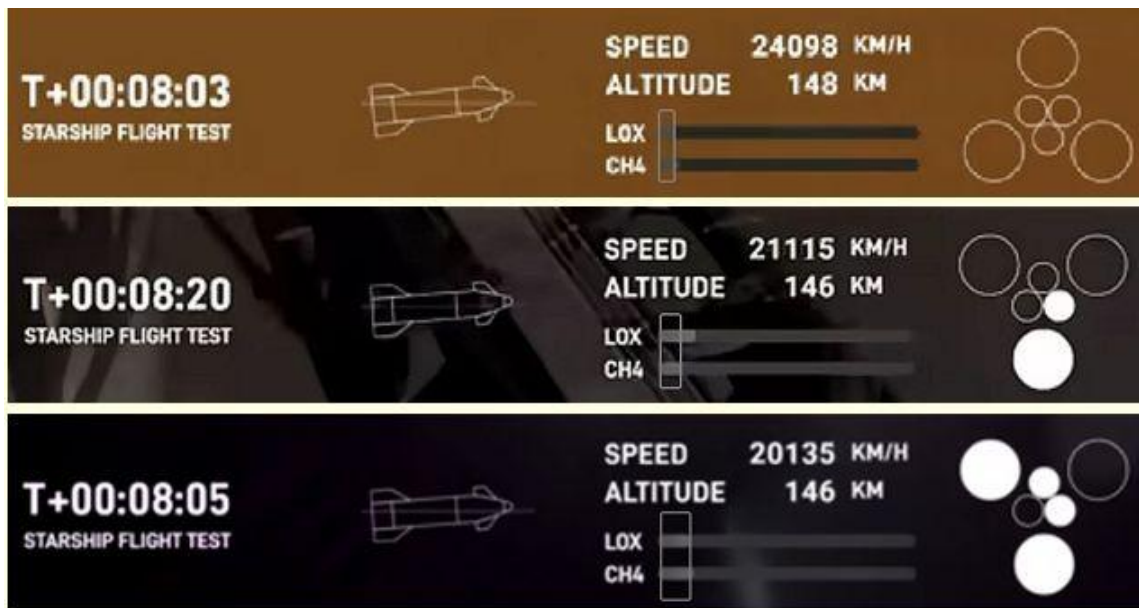 SPEED 24098 KM/H
T+00:08:03 ALTITUDE 148 KM
STARSHIP FLIGHT TEST
LOX
CH4
SPEED 21115 KM/H
T+00:08:20 ALTITUDE 146 KM
STARSHIP FLIGHT TEST
LOX
CH4
SPEED 20135 KM/H
T+00:08:05 ALTITUDE 146 KM
STARSHIP FLIGHT TEST
LOX
CH4